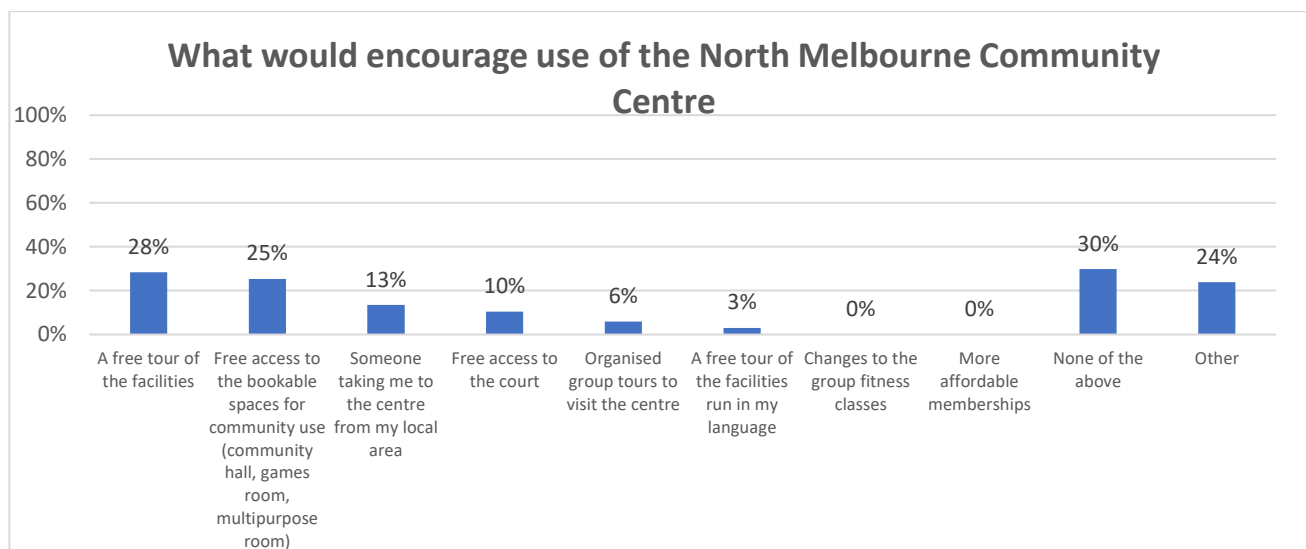 What would encourage use of the North Melbourne Community
Centre
100%
80%
60%
40%
20%
0%
28%
25%
13%
10%
6%
3%
0%
0%
30%
24%
A free tour of
the facilities
Free access to
the bookable
spaces for
community use
(community
hall, games
room,
multipurpose
room)
Someone
taking me to
the centre
from my local
area
Free access to
the court
Organised
group tours to
visit the centre
A free tour of
the facilities
run in my
language
Changes to the
group fitness
classes
More
affordable
memberships
None of the
above
Other